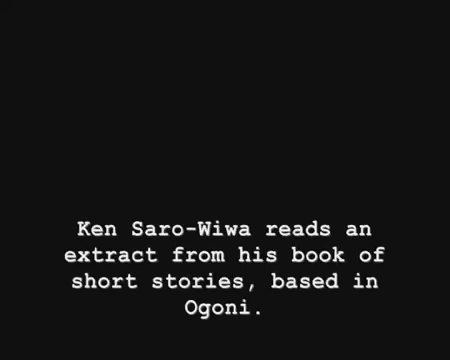 Ken Saro-Wiwa reads an
extract from his book of
short stories, based in
Ogoni.